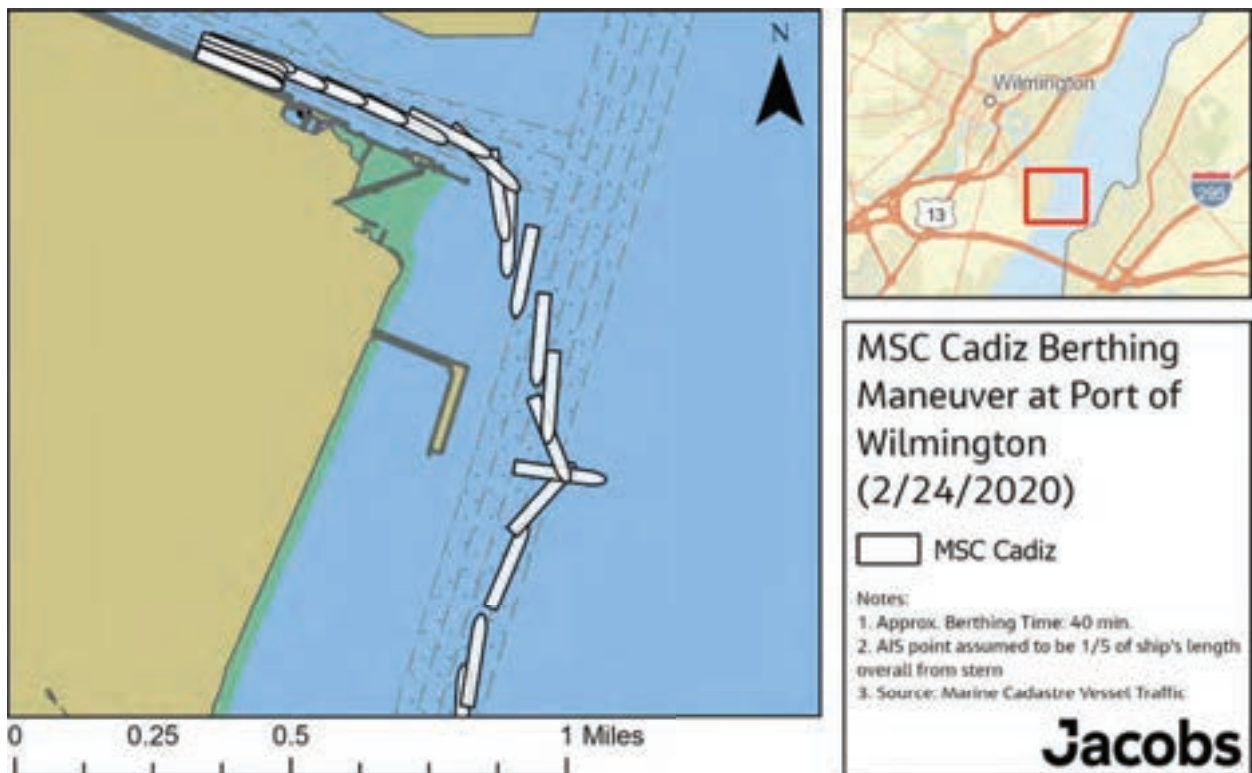 N
Wilmington
13
295
MSC Cadiz Berthing
Maneuver at Port of
Wilmington
(2/24/2020)
MSC Cadiz
Notes:
1. Approx. Berthing Time: 40 min.
2. AIS point assumed to be 1/5 of ship's length
overall from stern
3. Source: Marine Cadastre Vessel Traffic
Jacobs
0 0.25 0.5 1 Miles